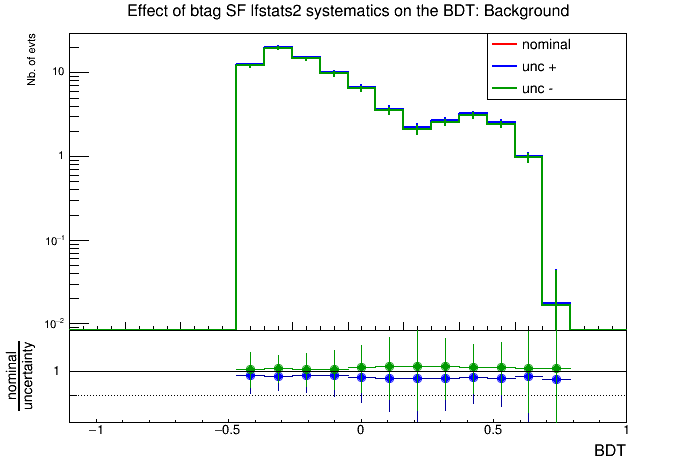 Effect of btag SF lfstats2 systematics on the BDT: Background
Nb. of evts
nominal
unc +
unc -
10
1
10⁻¹
10⁻²
nominal
uncertainty
1
−1 −0.5 0 0.5 1
BDT